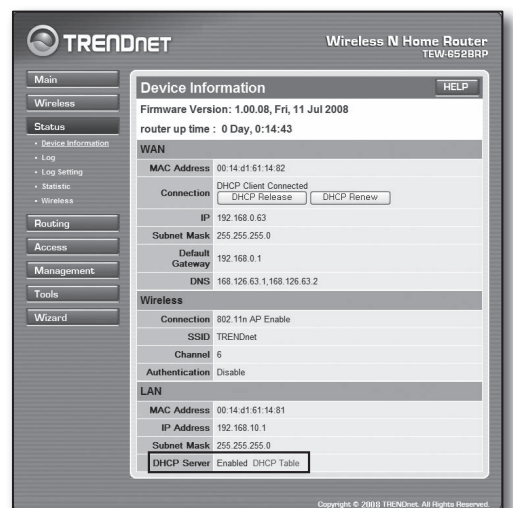 TRENDNET
Wireless N Home Router
TEW-652BRP
Main
Wireless
Status
• Device Information
• Log
• Log Setting
• Statistic
• Wireless
Routing
Access
Management
Tools
Wizard
Device Information
HELP
Firmware Version: 1.00.08, Fri, 11 Jul 2008
router up time : 0 Day, 0:14:43
WAN
MAC Address 00:14:d1:61:14:82
Connection DHCP Client Connected
DHCP Release DHCP Renew
IP 192.168.0.63
Subnet Mask 255.255.255.0
Default Gateway 192.168.0.1
DNS 168.126.63.1,168.126.63.2
Wireless
Connection 802.11n AP Enable
SSID TRENDnet
Channel 6
Authentication Disable
LAN
MAC Address 00:14:d1:61:14:81
IP Address 192.168.10.1
Subnet Mask 255.255.255.0
DHCP Server Enabled DHCP Table
Copyright © 2008 TRENDnet. All Rights Reserved.